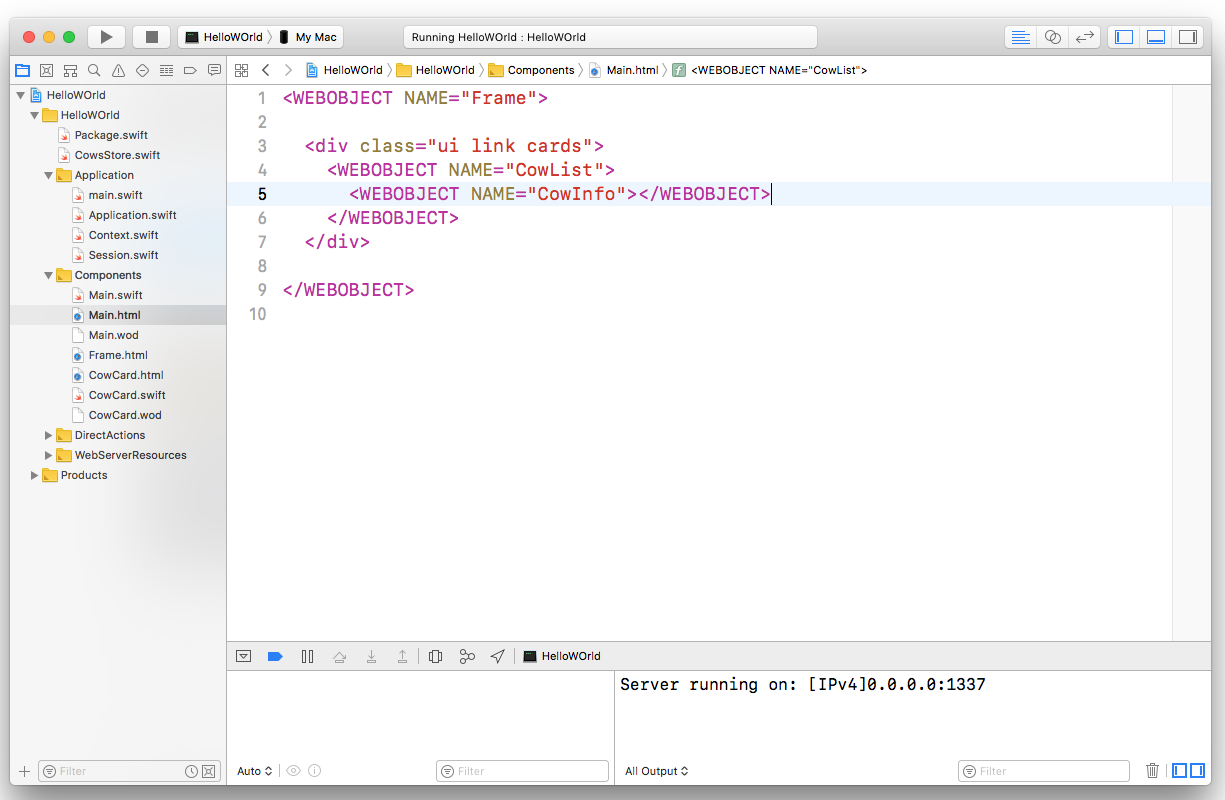 HelloWOrld
My Mac
Running HelloWOrld : HelloWOrld
HelloWOrld
HelloWOrld
Components
Main.html
<WEBOBJECT NAME="CowList">
HelloWOrld
HelloWOrld
Package.swift
CowsStore.swift
Application
main.swift
Application.swift
Context.swift
Session.swift
Components
Main.swift
Main.html
Main.wod
Frame.html
CowCard.html
CowCard.swift
CowCard.wod
DirectActions
WebServerResources
Products
Filter
1 <WEBOBJECT NAME="Frame">
2
3 <div class="ui link cards">
4 <WEBOBJECT NAME="CowList">
5 <WEBOBJECT NAME="CowInfo"></WEBOBJECT>
6 </WEBOBJECT>
7 </div>
8
9 </WEBOBJECT>
10
HelloWOrld
Server running on: [IPv4]0.0.0.0:1337
Auto
Filter
All Output
Filter